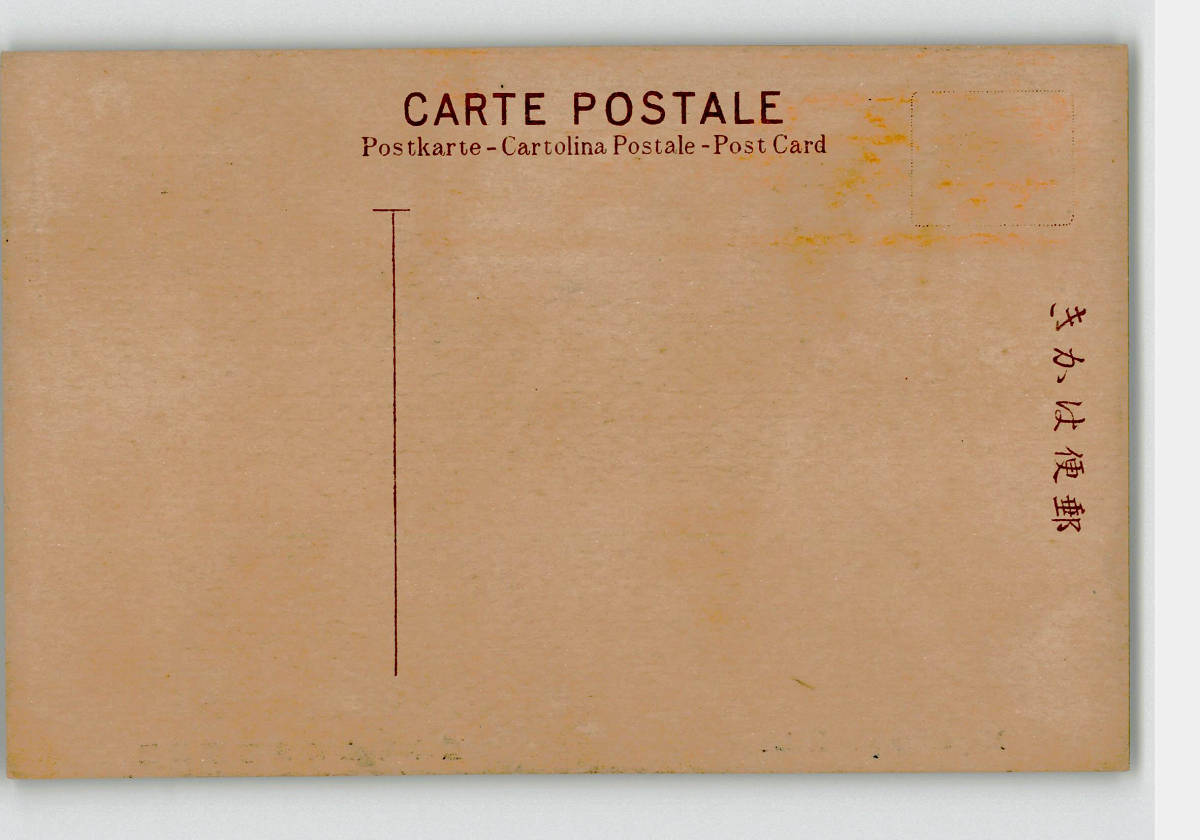 CARTE POSTALE
Postkarte - Cartolina Postale - Post Card
郵便はかき